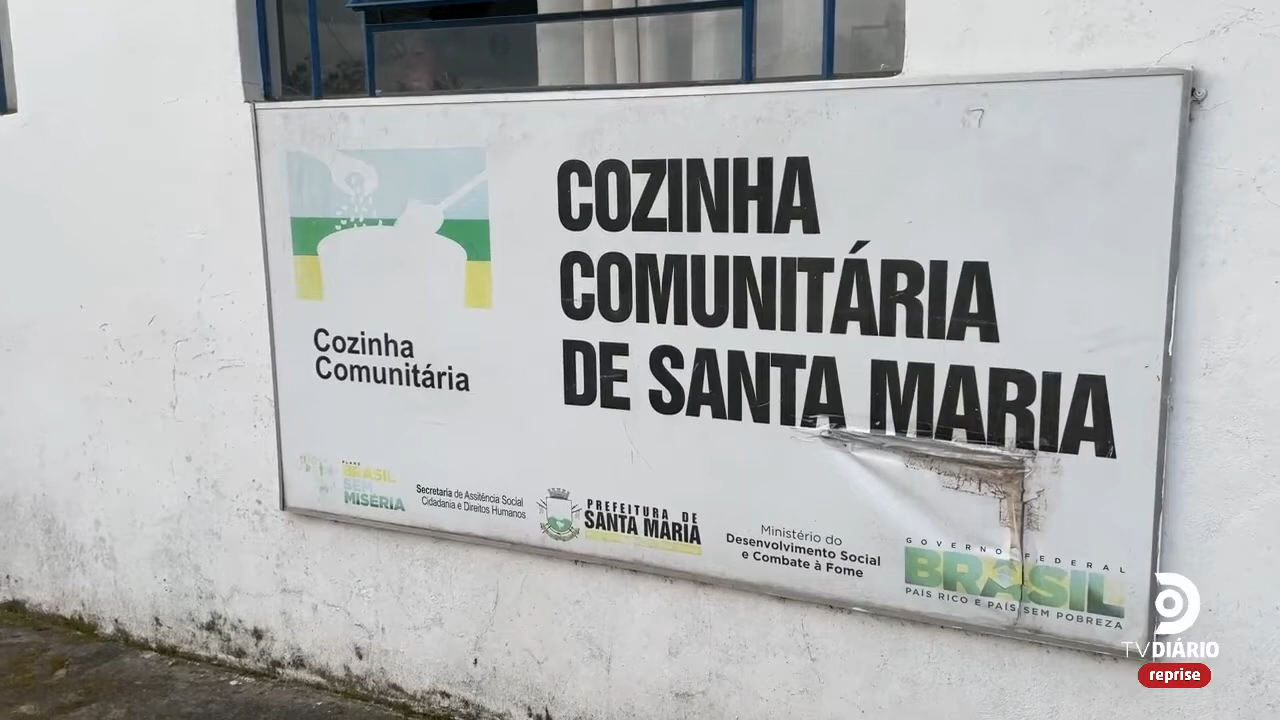 COZINHA
COMUNITÁRIA
DE SANTA MARIA
Cozinha
Comunitária
PLANO
BRASIL
SEM
MISÉRIA
Secretaria de Assitência Social
Cidadania e Direitos Humanos
PREFEITURA DE
SANTA MARIA
Ministério do
Desenvolvimento Social
e Combate à Fome
GOVERNO FEDERAL
BRASIL
PAÍS RICO É PAÍS SEM POBREZA
TV DIÁRIO
reprise